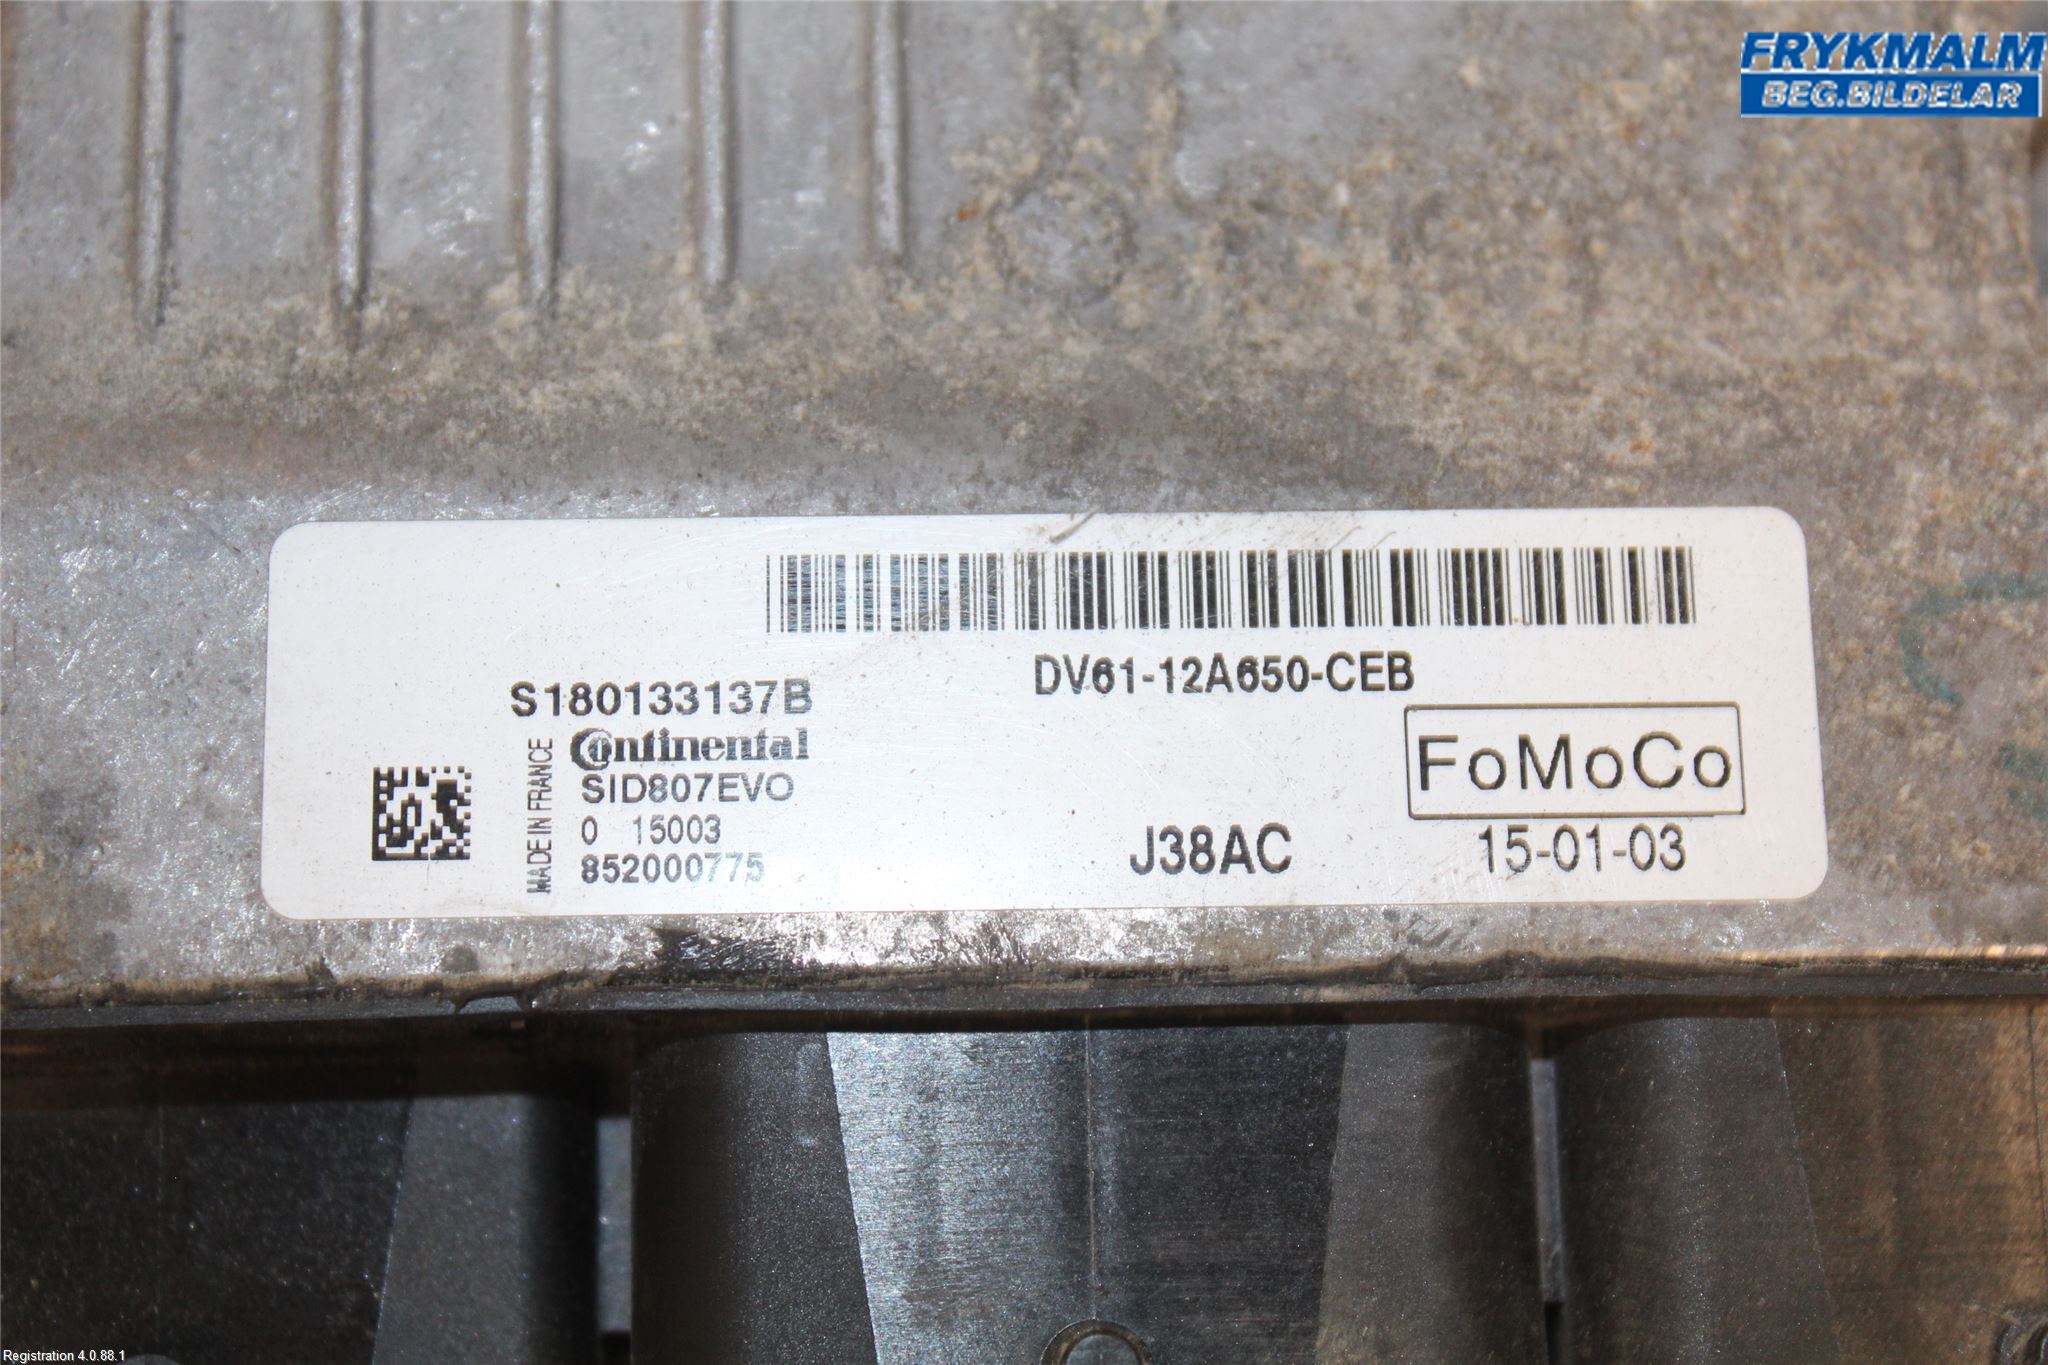 FRYKMALM
BEG.BILDELAR
DV61-12A650-CEB
S180133137B
Continental
SID807EVO
0 15003
852000775
MADE IN FRANCE
FoMoCo
J38AC
15-01-03
Registration 4.0.88.1